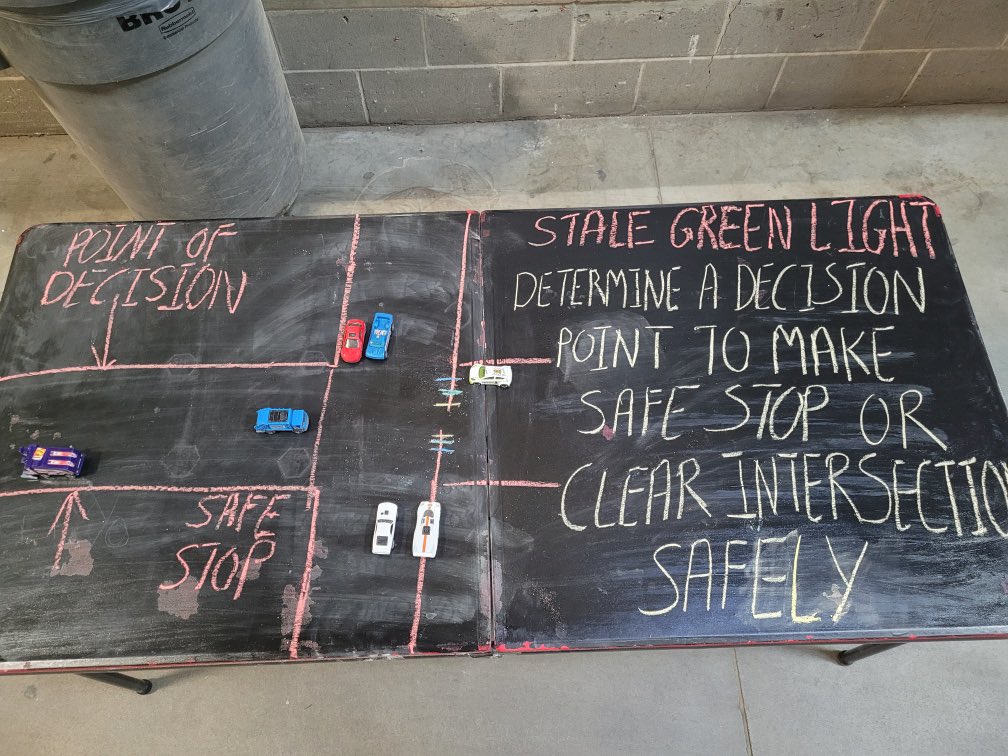 POINT OF
DECISION
SAFE
STOP
STALE GREEN LIGHT
DETERMINE A DECISION
POINT TO MAKE
SAFE STOP OR
CLEAR INTERSECTIO
SAFELY
Rubbermaid